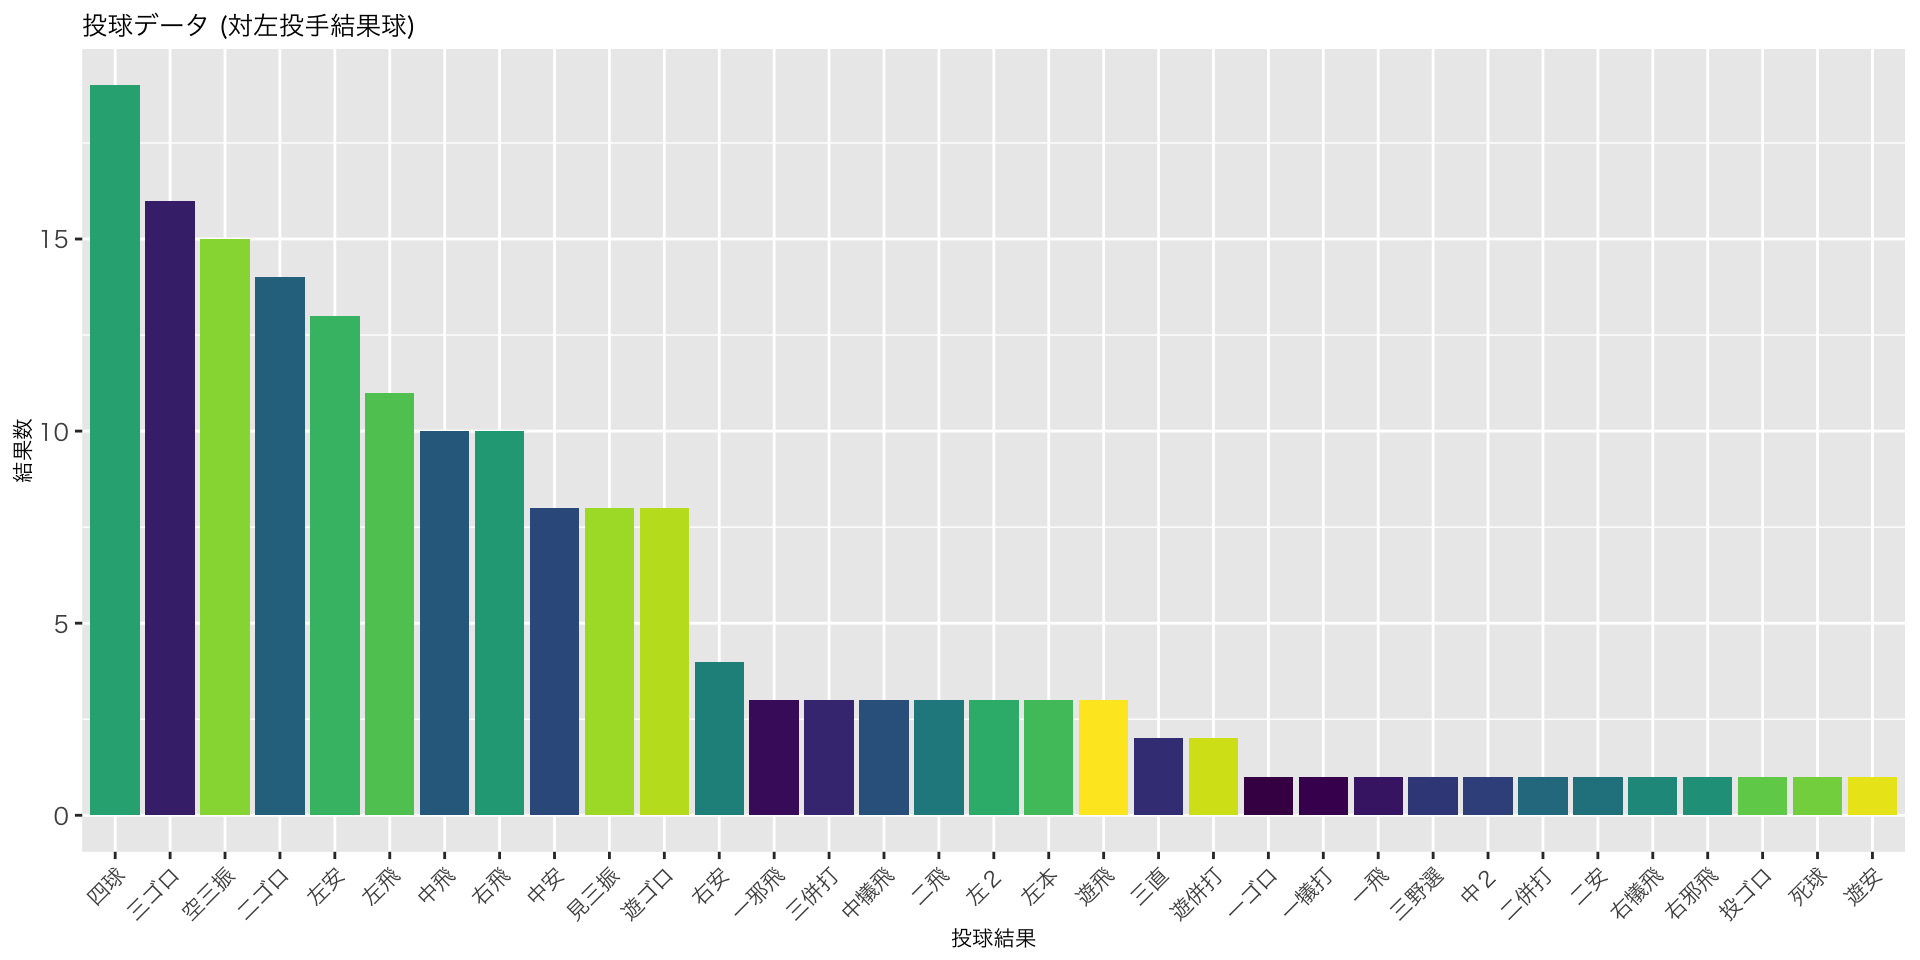 投球データ (対左投手結果球)
結果数
15
10
5
0
四球
三ゴロ
空三振
二ゴロ
左安
左飛
中飛
右飛
中安
見三振
遊ゴロ
右安
一邪飛
三併打
中犠飛
二飛
左２
左本
遊飛
三直
遊併打
一ゴロ
一犠打
一飛
三野選
中２
二併打
二安
右犠飛
右邪飛
投ゴロ
死球
遊安
投球結果